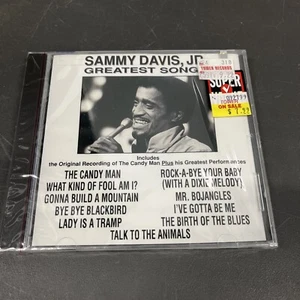 SAMMY DAVIS, JR.
GREATEST SONGS
TOWER RECORDS
SUPER
ON SALE
Includes
the Original Recording of The Candy Man Plus his Greatest Performances
THE CANDY MAN
WHAT KIND OF FOOL AM I?
GONNA BUILD A MOUNTAIN
BYE BYE BLACKBIRD
LADY IS A TRAMP
ROCK-A-BYE YOUR BABY
(WITH A DIXIE MELODY)
MR. BOJANGLES
I'VE GOTTA BE ME
THE BIRTH OF THE BLUES
TALK TO THE ANIMALS